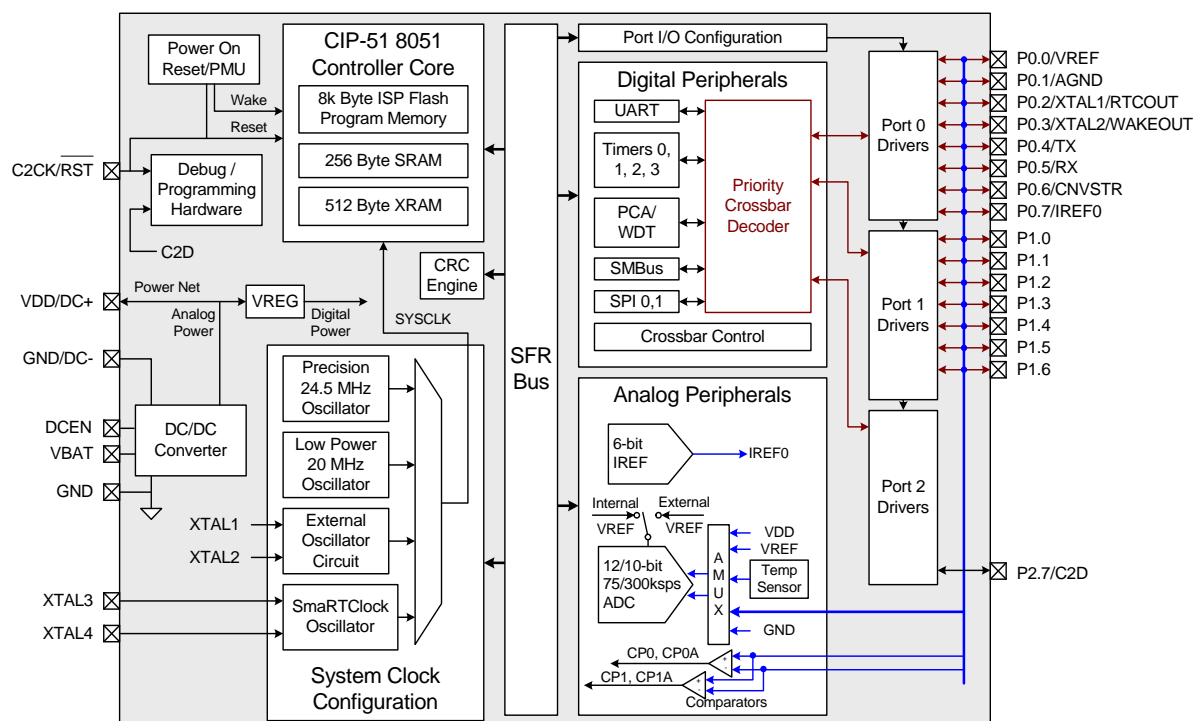 Power On
Reset/PMU
Wake
Reset
C2CK/RST
Debug /
Programming
Hardware
C2D
VDD/DC+
Power Net
Analog
Power
VREG
Digital
Power
GND/DC-
DCEN
VBAT
GND
DC/DC
Converter
XTAL1
XTAL2
XTAL3
XTAL4
CIP-51 8051
Controller Core
8k Byte ISP Flash
Program Memory
256 Byte SRAM
512 Byte XRAM
CRC
Engine
SYSCLK
Precision
24.5 MHz
Oscillator
Low Power
20 MHz
Oscillator
External
Oscillator
Circuit
SmaRTClock
Oscillator
System Clock
Configuration
SFR
Bus
Port I/O Configuration
Digital Peripherals
UART
Timers 0,
1, 2, 3
PCA/
WDT
SMBus
SPI 0,1
Priority
Crossbar
Decoder
Crossbar Control
Analog Peripherals
6-bit
IREF
IREF0
Internal
VREF
External
VREF
12/10-bit
75/300ksps
ADC
A
M
U
X
VDD
VREF
Temp
Sensor
GND
CP0, CP0A
+
-
CP1, CP1A
+
-
Comparators
Port 0
Drivers
Port 1
Drivers
Port 2
Drivers
P0.0/VREF
P0.1/AGND
P0.2/XTAL1/RTCOUT
P0.3/XTAL2/WAKEOUT
P0.4/TX
P0.5/RX
P0.6/CNVSTR
P0.7/IREF0
P1.0
P1.1
P1.2
P1.3
P1.4
P1.5
P1.6
P2.7/C2D